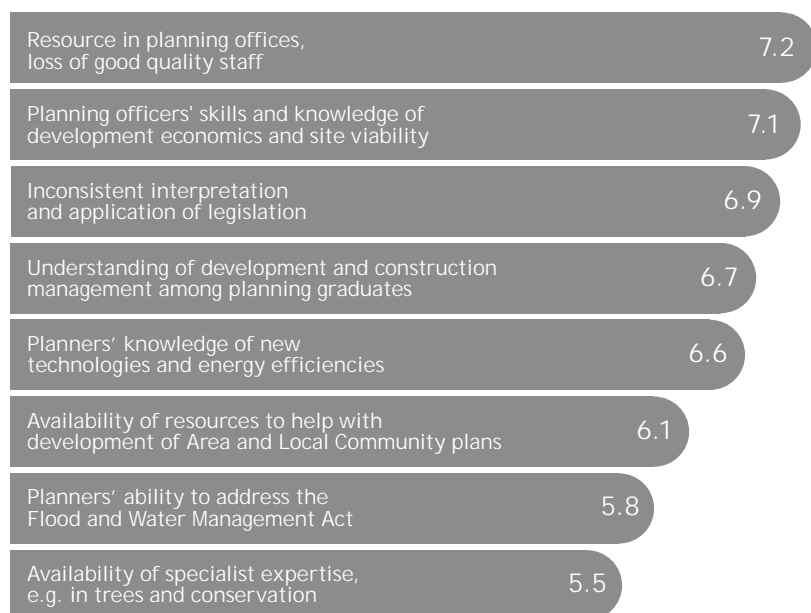 Resource in planning offices,
loss of good quality staff
7.2
Planning officers' skills and knowledge of
development economics and site viability
7.1
Inconsistent interpretation
and application of legislation
6.9
Understanding of development and construction
management among planning graduates
6.7
Planners’ knowledge of new
technologies and energy efficiencies
6.6
Availability of resources to help with
development of Area and Local Community plans
6.1
Planners’ ability to address the
Flood and Water Management Act
5.8
Availability of specialist expertise,
e.g. in trees and conservation
5.5